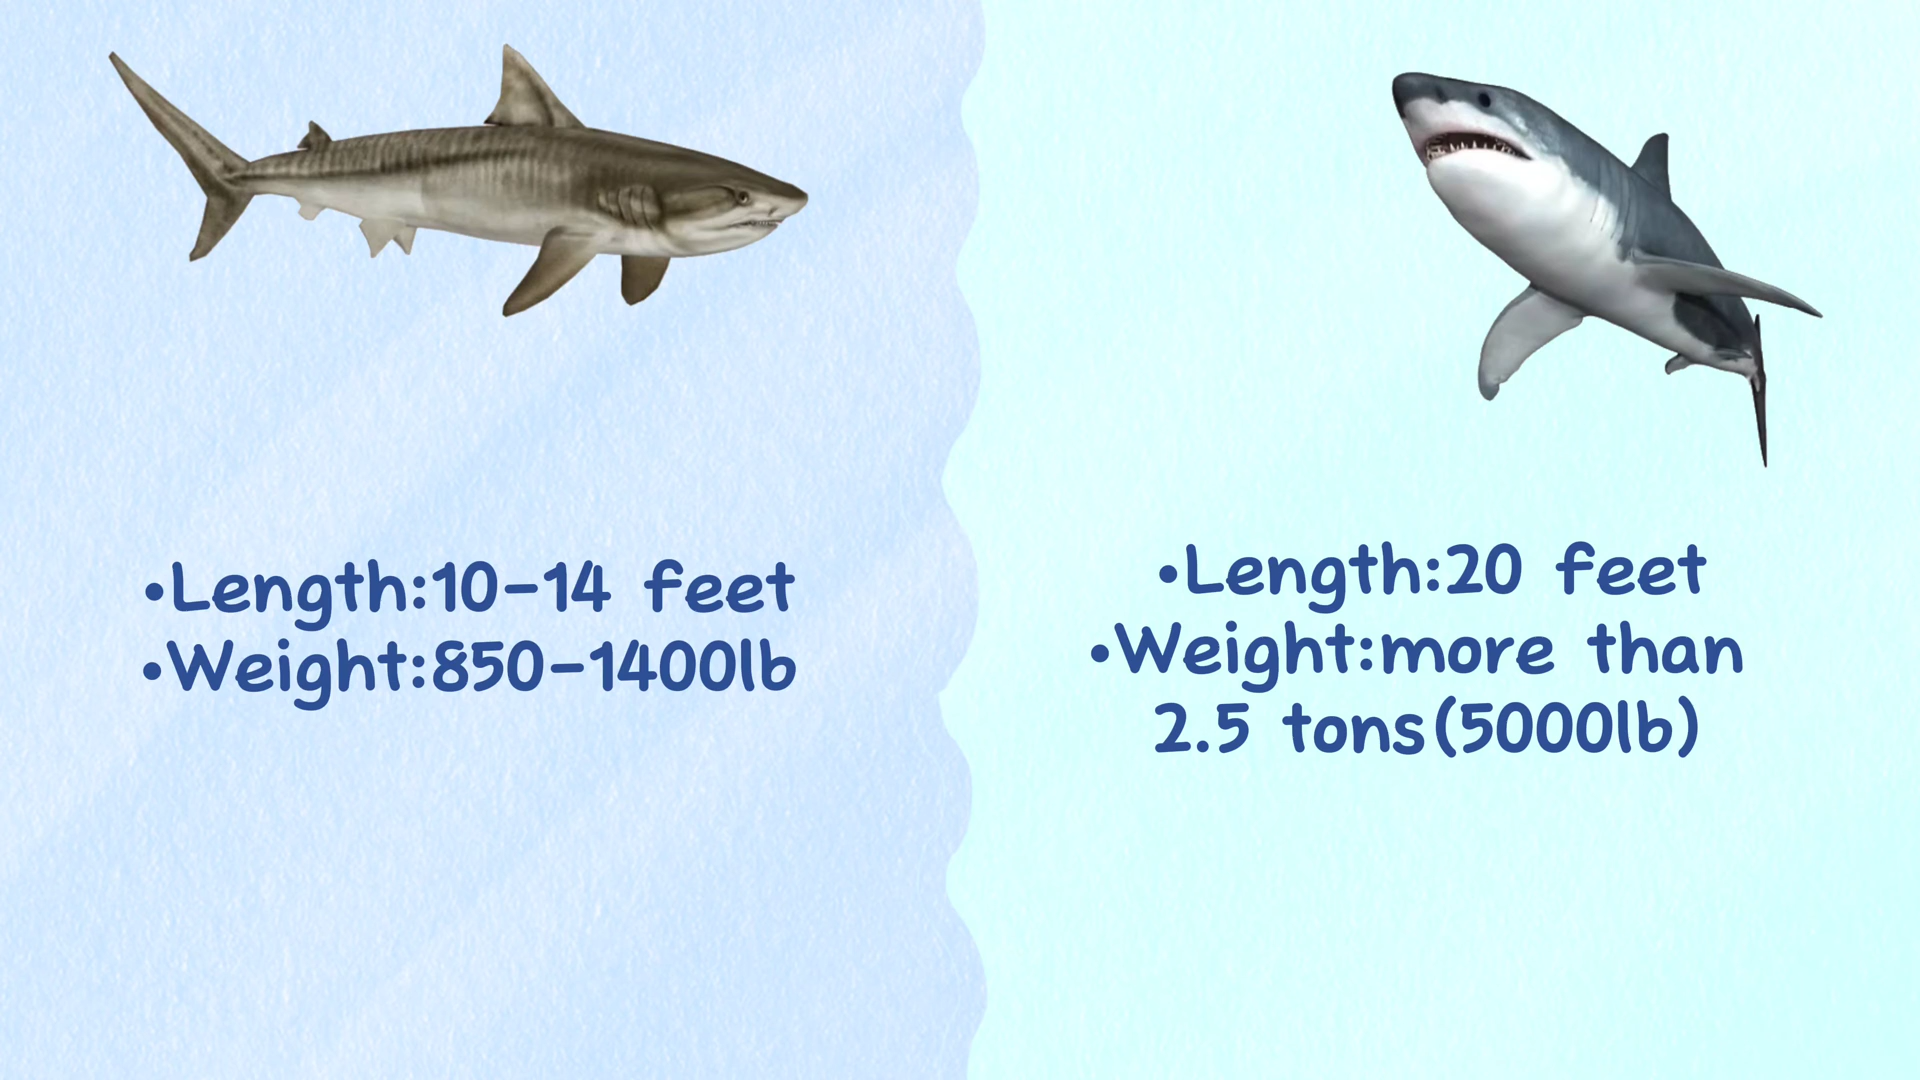 •Length:10-14 feet
•Weight:850-1400lb
•Length:20 feet
•Weight:more than
2.5 tons(5000lb)